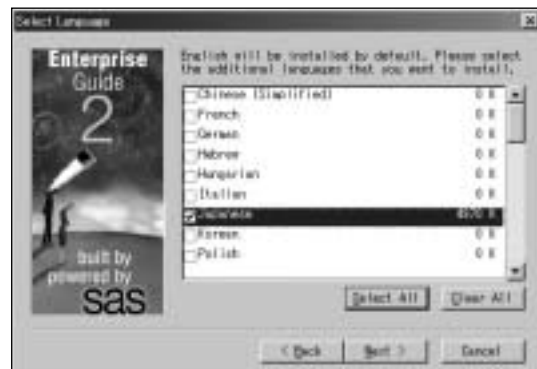 Select Language
Enterprise
Guide
2
built by
powered by
sas
English will be installed by default. Please select
the additional languages that you want to install.
Chinese (Simplified) 0 K
French 0 K
German 0 K
Hebrew 0 K
Hungarian 0 K
Italian 0 K
Japanese K
Korean 0 K
Polish 0 K
Select All
Clear All
< Back
Next >
Cancel